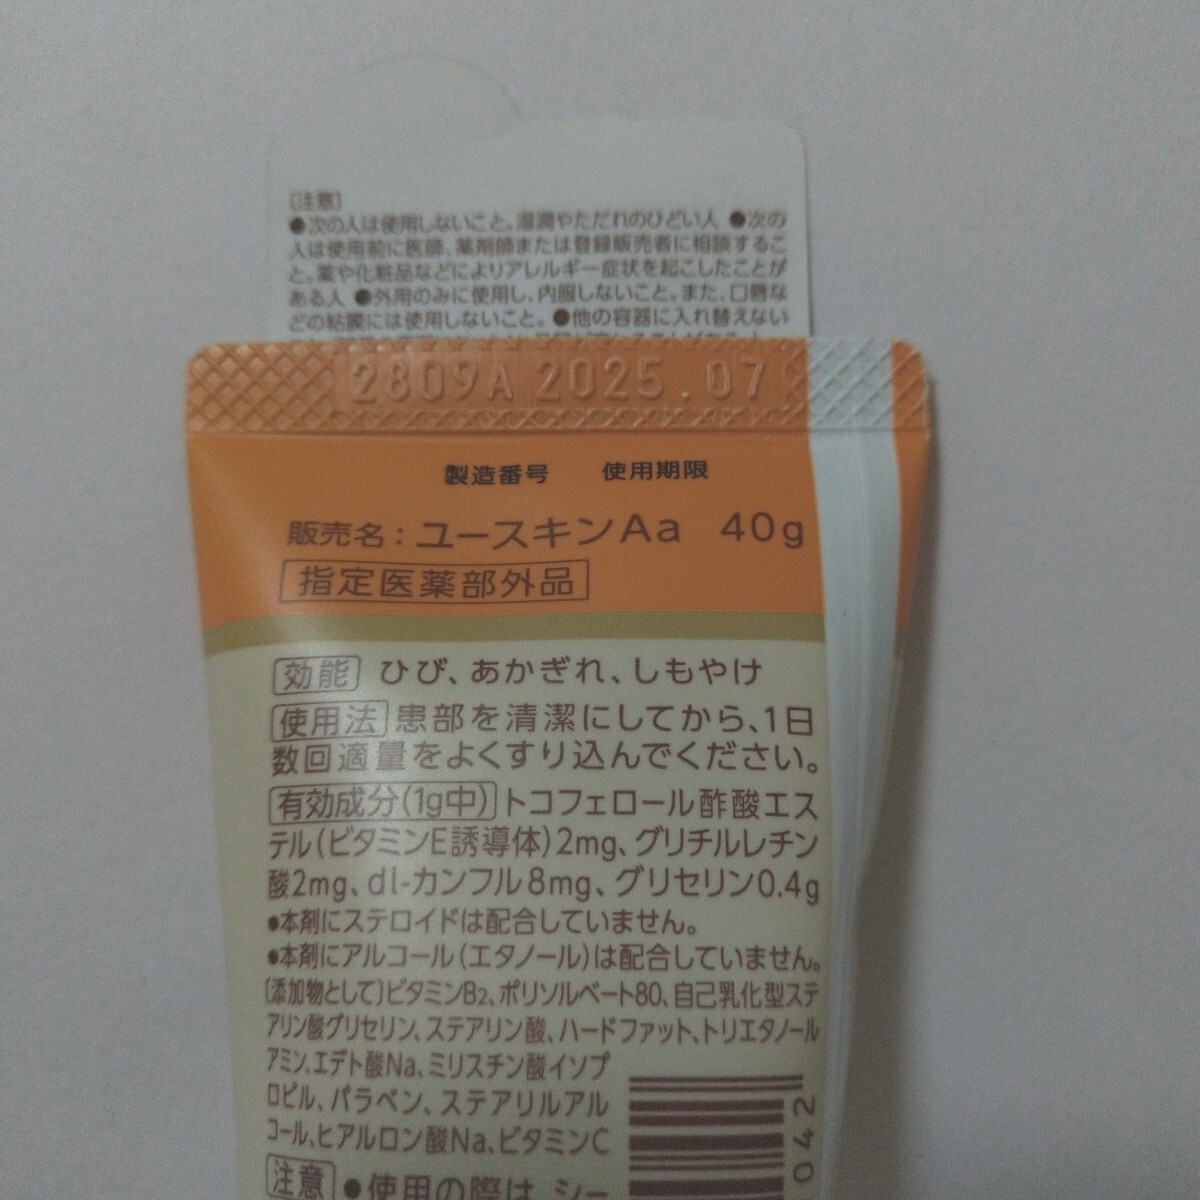 〔注意〕
●次の人は使用しないこと。湿潤やただれのひどい人 ●次の
人は使用前に医師、薬剤師または登録販売者に相談するこ
と。薬や化粧品などによりアレルギー症状を起こしたことが
ある人 ●外用のみに使用し、内服しないこと。また、口唇な
どの粘膜には使用しないこと。 ●他の容器に入れ替えない
2809A 2025.07
製造番号 使用期限
販売名：ユースキンAa 40g
指定医薬部外品
効能 ひび、あかぎれ、しもやけ
使用法 患部を清潔にしてから、1日
数回適量をよくすり込んでください。
有効成分(1g中) トコフェロール酢酸エス
テル(ビタミンE誘導体)2mg、グリチルレチン
酸2mg、dl-カンフル8mg、グリセリン0.4g
●本剤にステロイドは配合していません。
●本剤にアルコール(エタノール)は配合していません。
〔添加物として〕ビタミンB₂、ポリソルベート80、自己乳化型ステ
アリン酸グリセリン、ステアリン酸、ハードファット、トリエタノール
アミン、エデト酸Na、ミリスチン酸イソプ
ロピル、パラベン、ステアリルアル
コール、ヒアルロン酸Na、ビタミンC
注意 ●使用の際は、シー
042